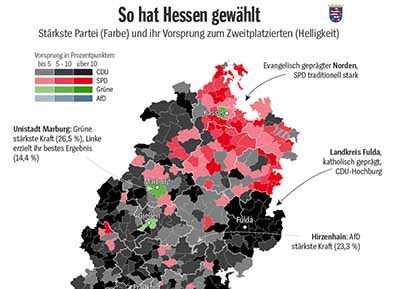 So hat Hessen gewählt
Stärkste Partei (Farbe) und ihr Vorsprung zum Zweitplatzierten (Helligkeit)
Vorsprung in Prozentpunkten:
bis 5 5 - 10 über 10
CDU
SPD
Grüne
AfD
Evangelisch geprägter Norden,
SPD traditionell stark
Kassel
Unistadt Marburg: Grüne
stärkste Kraft (26,5 %), Linke
erzielt ihr bestes Ergebnis
(14,4 %)
Landkreis Fulda,
katholisch geprägt,
CDU-Hochburg
Marburg
Gießen
Fulda
Hirzenhain: AfD
stärkste Kraft (23,3 %)
Frankfurt